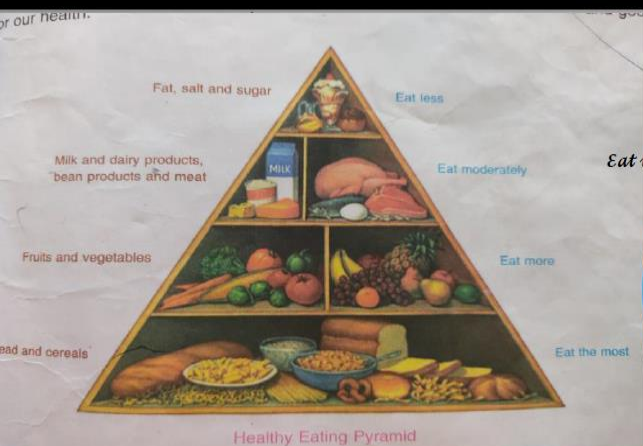 or our health.
Fat, salt and sugar
Eat less
Milk and dairy products,
bean products and meat
MILK
Eat moderately
Eat
Fruits and vegetables
Eat more
ead and cereals
Eat the most
Healthy Eating Pyramid